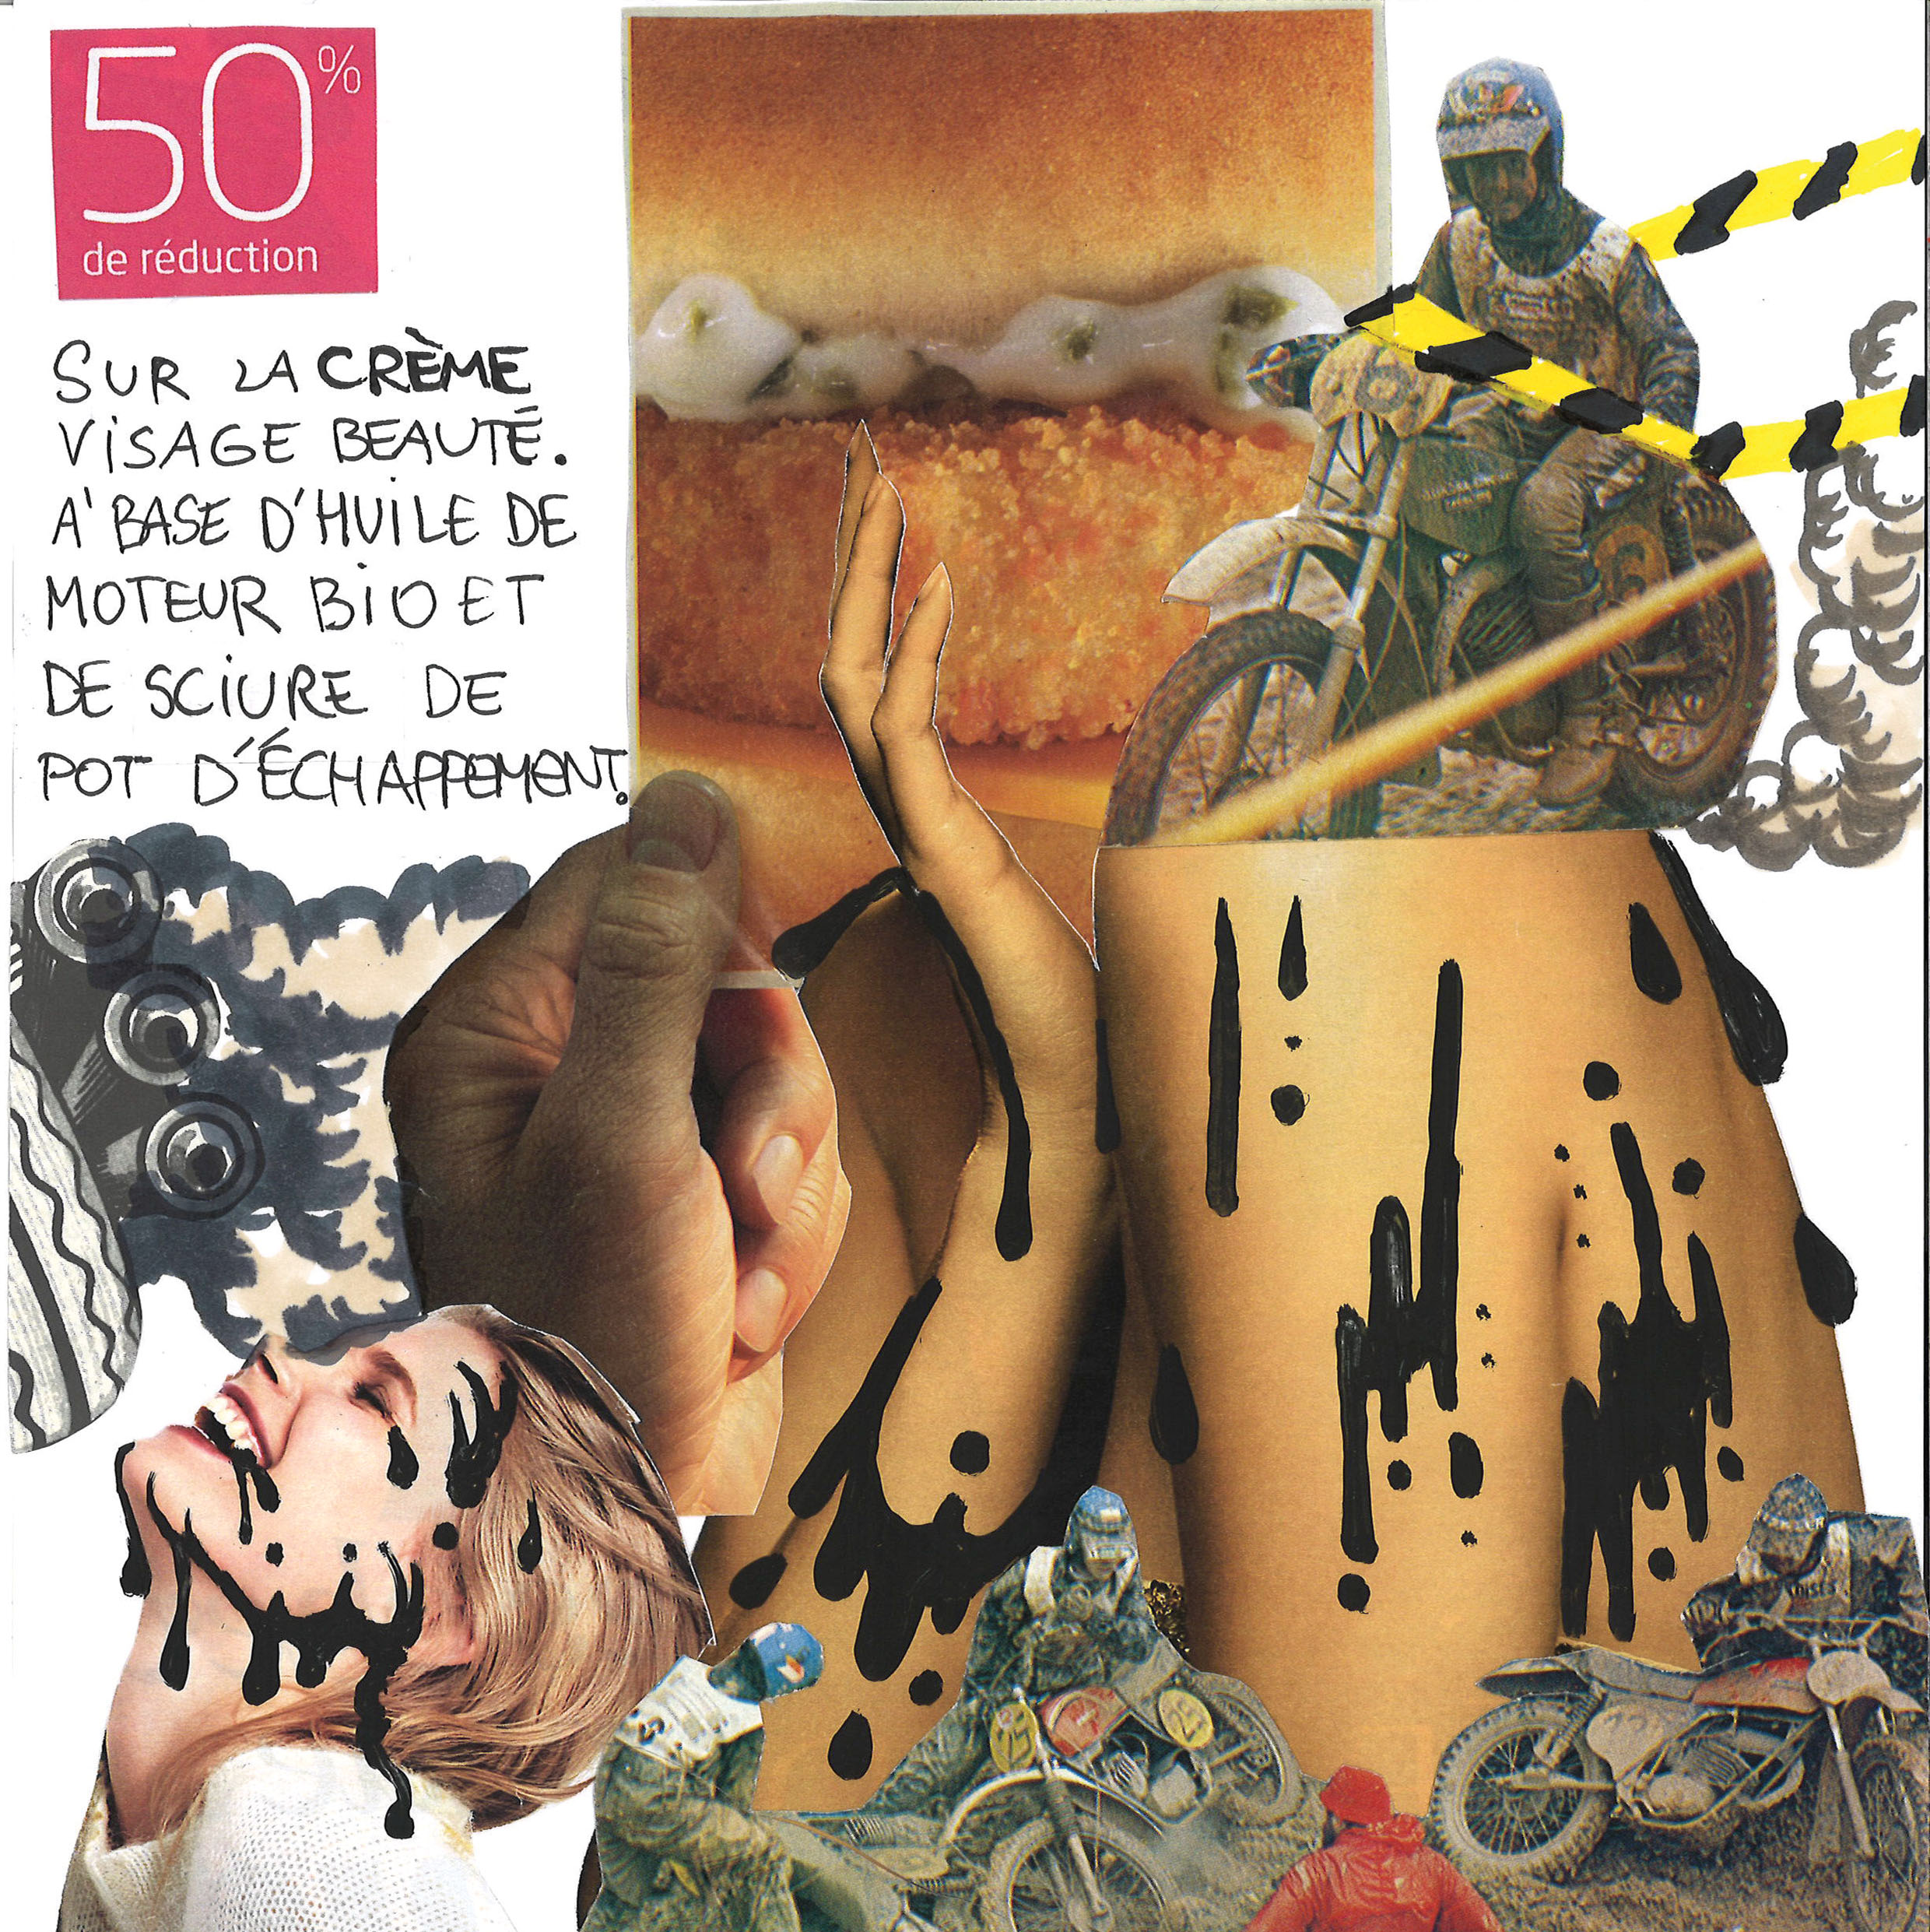 50%
de réduction
SUR LA CRÈME
VISAGE BEAUTÉ.
A' BASE D'HUILE DE
MOTEUR BIO ET
DE SCIURE DE
POT D'ÉCHAPPEMENT.